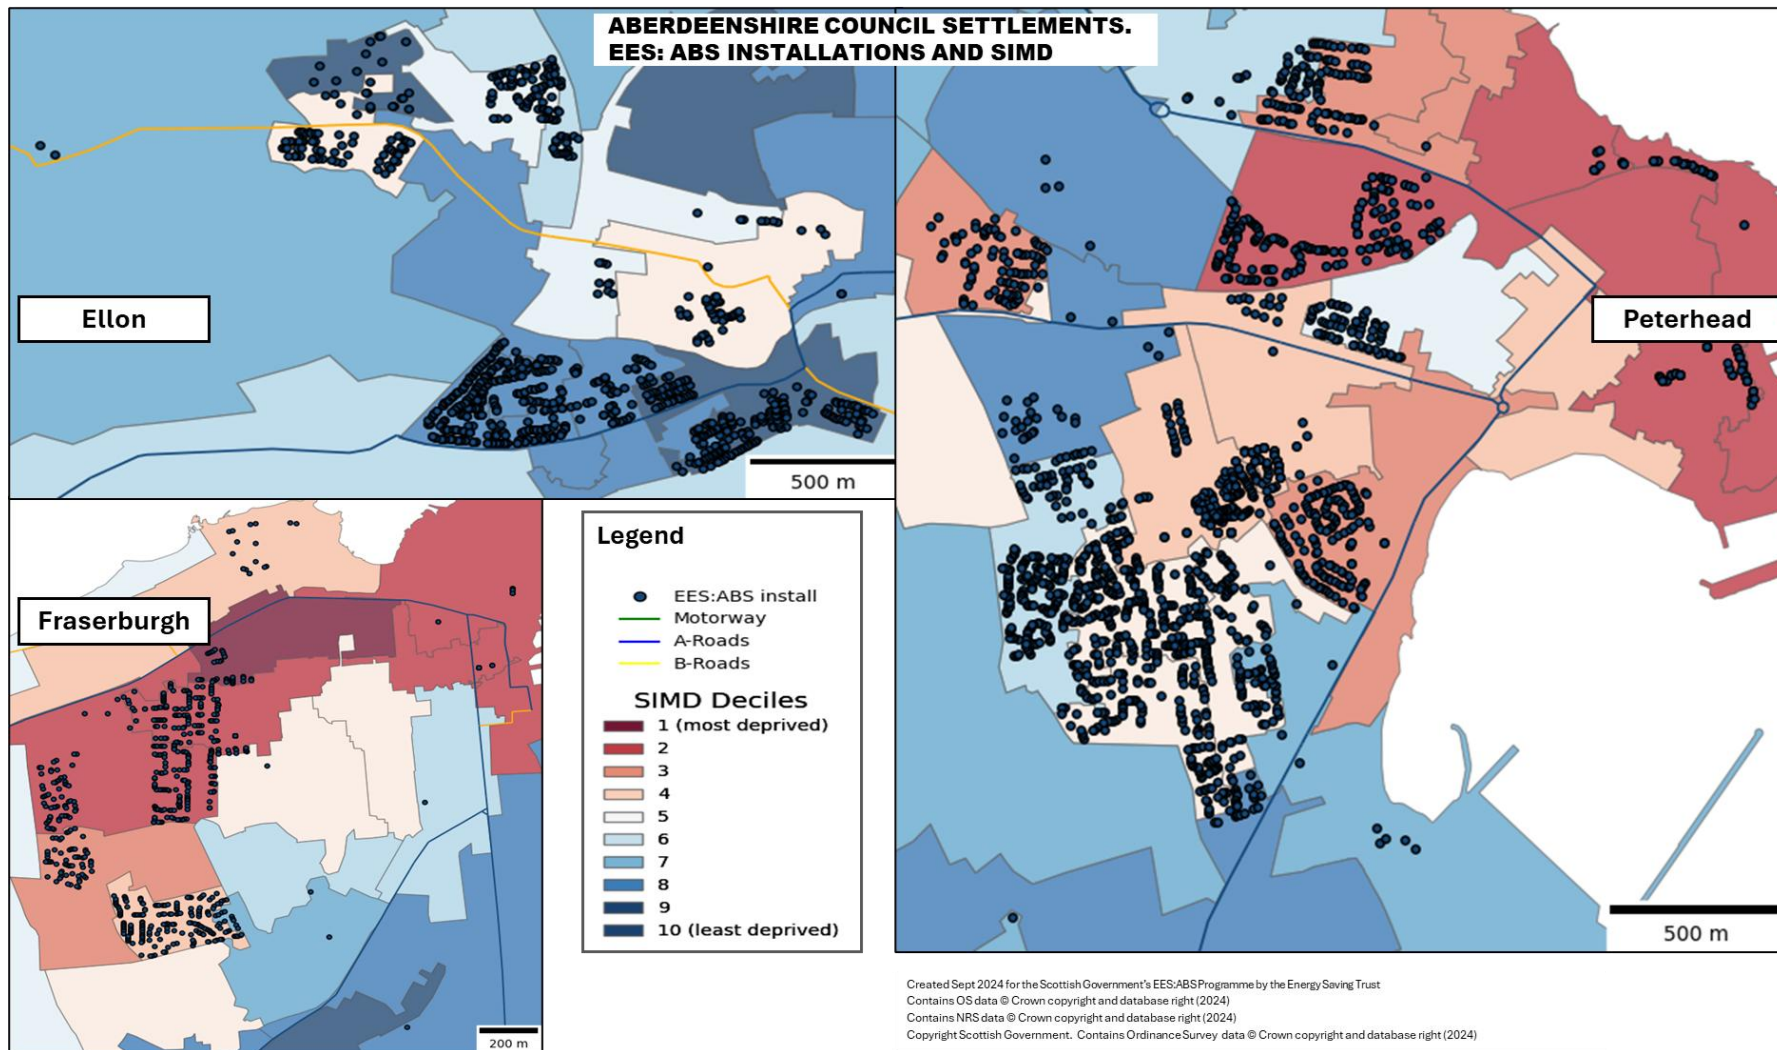 ABERDEENSHIRE COUNCIL SETTLEMENTS.
EES: ABS INSTALLATIONS AND SIMD
Ellon
500 m
Peterhead
500 m
Fraserburgh
200 m
Legend
EES:ABS install
Motorway
A-Roads
B-Roads
SIMD Deciles
1 (most deprived)
2
3
4
5
6
7
8
9
10 (least deprived)
Created Sept 2024 for the Scottish Government's EES:ABS Programme by the Energy Saving Trust
Contains OS data © Crown copyright and database right (2024)
Contains NRS data © Crown copyright and database right (2024)
Copyright Scottish Government. Contains Ordinance Survey data © Crown copyright and database right (2024)